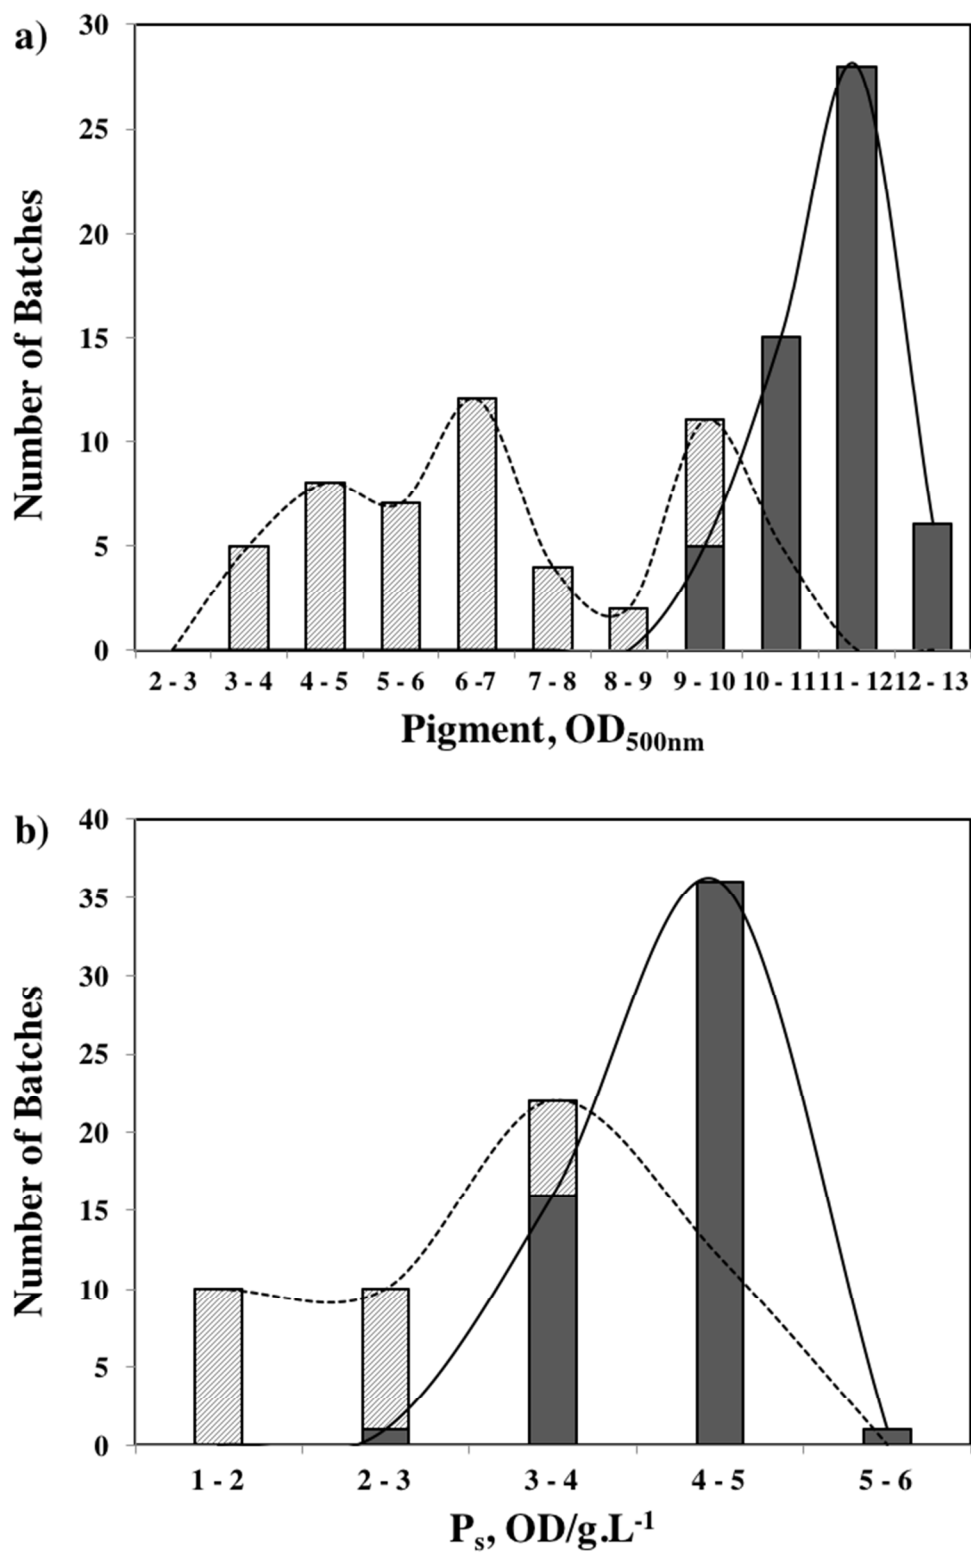 a)
30
25
20
15
10
5
0
Number of Batches
2 - 3 3 - 4 4 - 5 5 - 6 6 -7 7 - 8 8 - 9 9 - 10 10 - 11 11 - 12 12 - 13
Pigment, OD500nm
b)
40
35
30
25
20
15
10
5
0
Number of Batches
1 - 2 2 - 3 3 - 4 4 - 5 5 - 6
Ps, OD/g.L-1